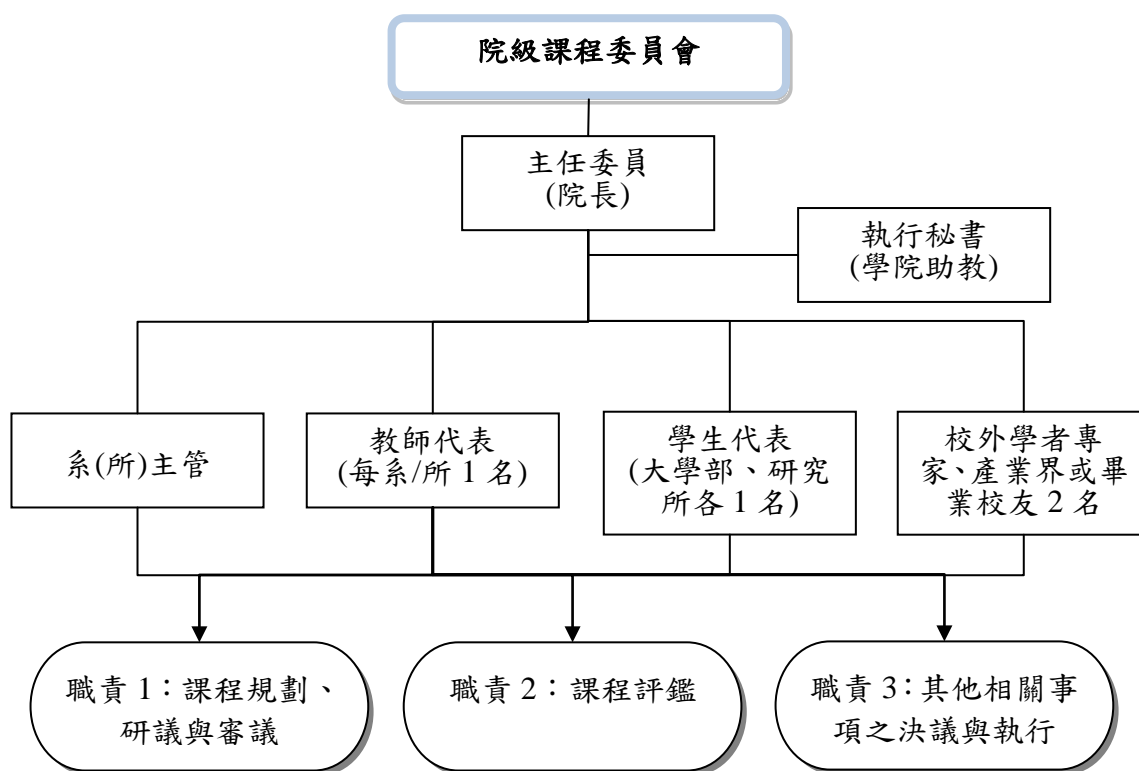 院級課程委員會
主任委員
(院長)
執行秘書
(學院助教)
系(所)主管
教師代表
(每系/所 1 名)
學生代表
(大學部、研究
所各 1 名)
校外學者專
家、產業界或畢
業校友 2 名
職責 1：課程規劃、
研議與審議
職責 2：課程評鑑
職責 3：其他相關事
項之決議與執行